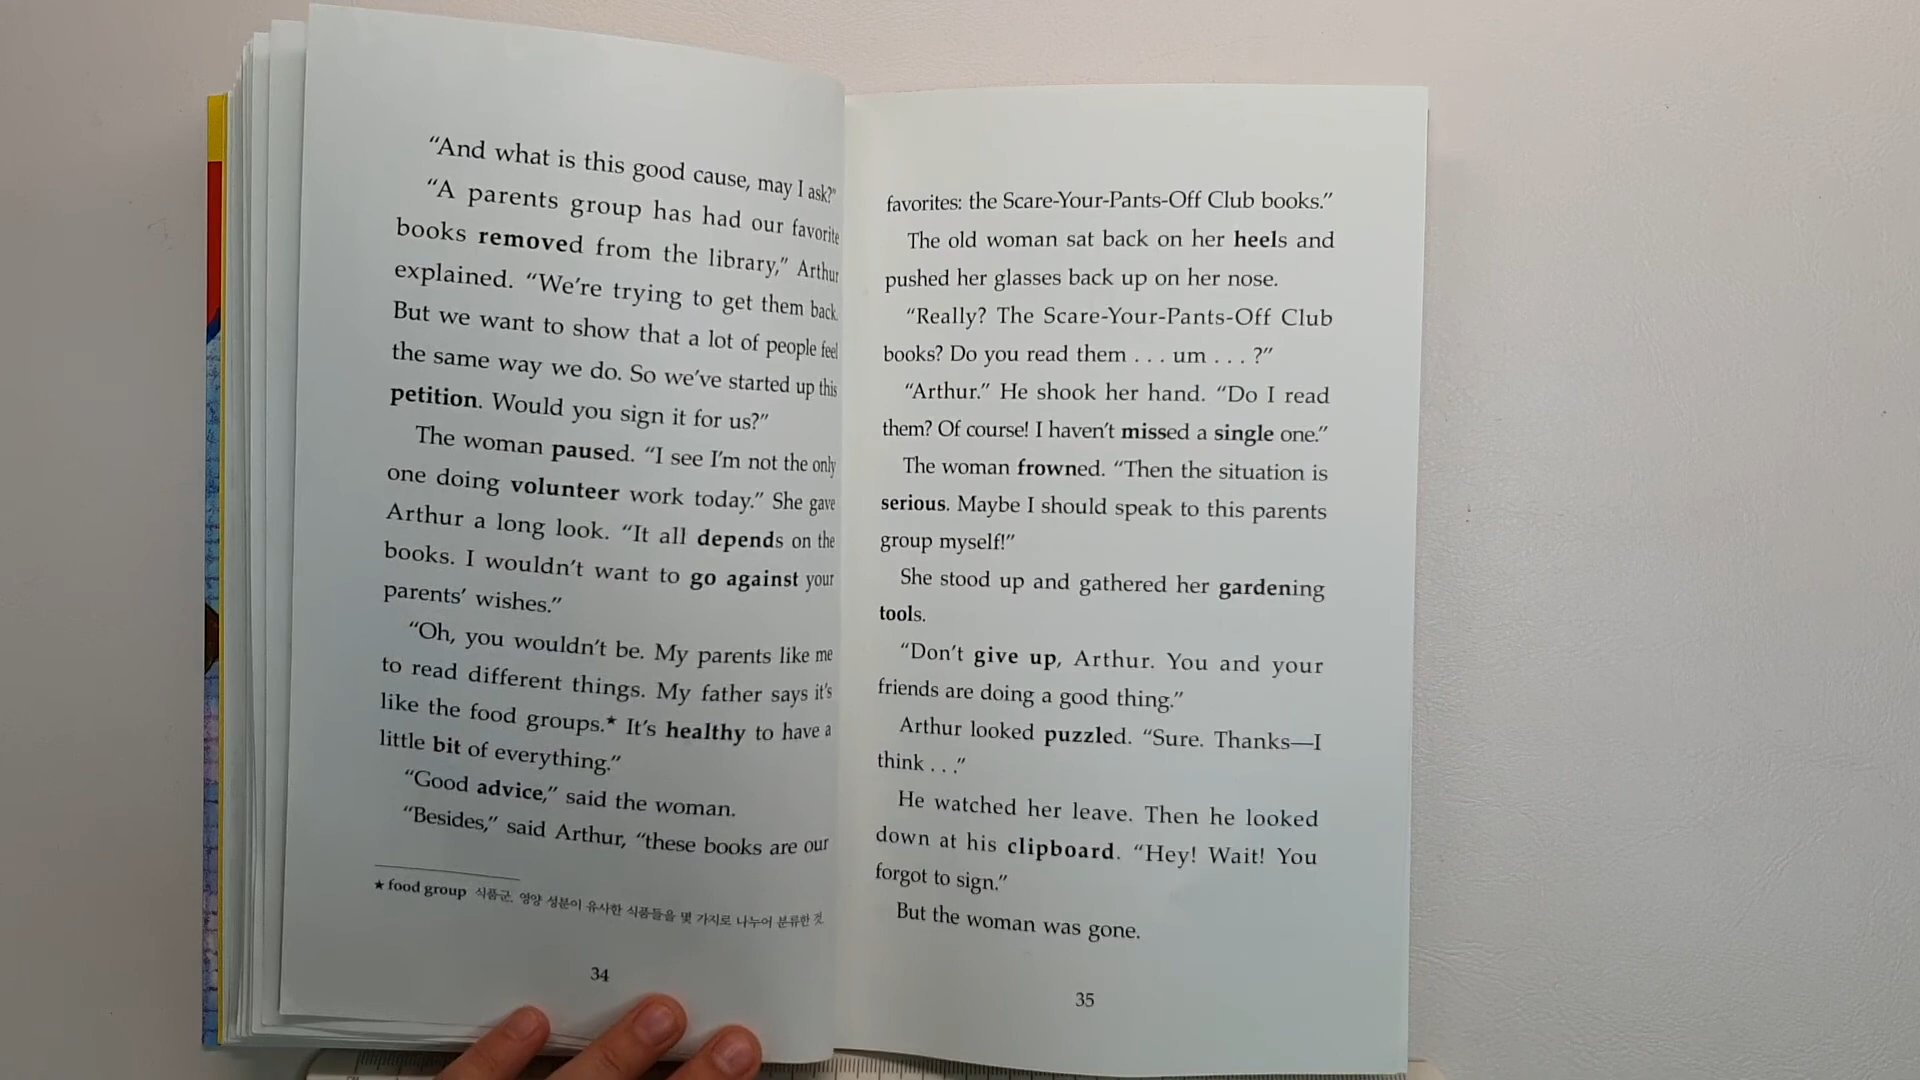 “And what is this good cause, may I ask?”
“A parents group has had our favorite
books removed from the library,” Arthur
explained. “We’re trying to get them back.
But we want to show that a lot of people feel
the same way we do. So we’ve started up this
petition. Would you sign it for us?”
The woman paused. “I see I’m not the only
one doing volunteer work today.” She gave
Arthur a long look. “It all depends on the
books. I wouldn’t want to go against your
parents’ wishes.”
“Oh, you wouldn’t be. My parents like me
to read different things. My father says it’s
like the food groups.★ It’s healthy to have a
little bit of everything.”
“Good advice,” said the woman.
“Besides,” said Arthur, “these books are our
★ food group 식품군. 영양 성분이 유사한 식품들을 몇 가지로 나누어 분류한 것
34
favorites: the Scare-Your-Pants-Off Club books.”
The old woman sat back on her heels and
pushed her glasses back up on her nose.
“Really? The Scare-Your-Pants-Off Club
books? Do you read them . . . um . . . ?”
“Arthur.” He shook her hand. “Do I read
them? Of course! I haven’t missed a single one.”
The woman frowned. “Then the situation is
serious. Maybe I should speak to this parents
group myself!”
She stood up and gathered her gardening
tools.
“Don’t give up, Arthur. You and your
friends are doing a good thing.”
Arthur looked puzzled. “Sure. Thanks—I
think . . .”
He watched her leave. Then he looked
down at his clipboard. “Hey! Wait! You
forgot to sign.”
But the woman was gone.
35